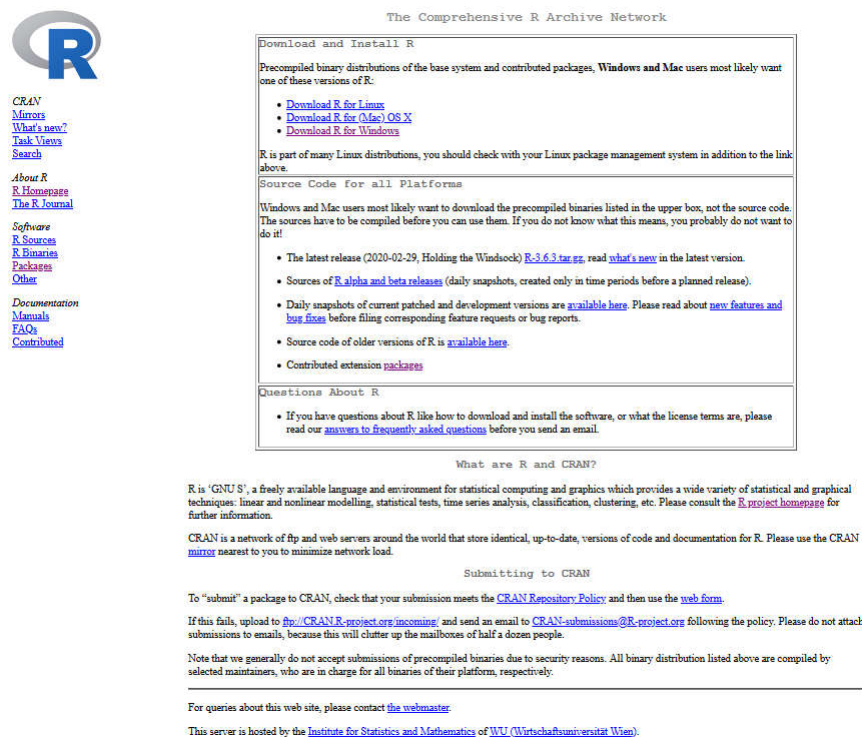 The Comprehensive R Archive Network
R
CRAN
Mirrors
What's new?
Task Views
Search
About R
R Homepage
The R Journal
Software
R Sources
R Binaries
Packages
Other
Documentation
Manuals
FAQs
Contributed
Download and Install R
Precompiled binary distributions of the base system and contributed packages, Windows and Mac users most likely want
one of these versions of R:
• Download R for Linux
• Download R for (Mac) OS X
• Download R for Windows
R is part of many Linux distributions, you should check with your Linux package management system in addition to the link
above.
Source Code for all Platforms
Windows and Mac users most likely want to download the precompiled binaries listed in the upper box, not the source code.
The sources have to be compiled before you can use them. If you do not know what this means, you probably do not want to
do it!
• The latest release (2020-02-29, Holding the Windsock) R-3.6.3.tar.gz, read what's new in the latest version.
• Sources of R alpha and beta releases (daily snapshots, created only in time periods before a planned release).
• Daily snapshots of current patched and development versions are available here. Please read about new features and
bug fixes before filing corresponding feature requests or bug reports.
• Source code of older versions of R is available here.
• Contributed extension packages
Questions About R
• If you have questions about R like how to download and install the software, or what the license terms are, please
read our answers to frequently asked questions before you send an email.
What are R and CRAN?
R is ‘GNU S’, a freely available language and environment for statistical computing and graphics which provides a wide variety of statistical and graphical
techniques: linear and nonlinear modelling, statistical tests, time series analysis, classification, clustering, etc. Please consult the R project homepage for
further information.
CRAN is a network of ftp and web servers around the world that store identical, up-to-date, versions of code and documentation for R. Please use the CRAN
mirror nearest to you to minimize network load.
Submitting to CRAN
To “submit” a package to CRAN, check that your submission meets the CRAN Repository Policy and then use the web form.
If this fails, upload to ftp://CRAN.R-project.org/incoming/ and send an email to CRAN-submissions@R-project.org following the policy. Please do not attach
submissions to emails, because this will clutter up the mailboxes of half a dozen people.
Note that we generally do not accept submissions of precompiled binaries due to security reasons. All binary distribution listed above are compiled by
selected maintainers, who are in charge for all binaries of their platform, respectively.
For queries about this web site, please contact the webmaster.
This server is hosted by the Institute for Statistics and Mathematics of WU (Wirtschaftsuniversität Wien).